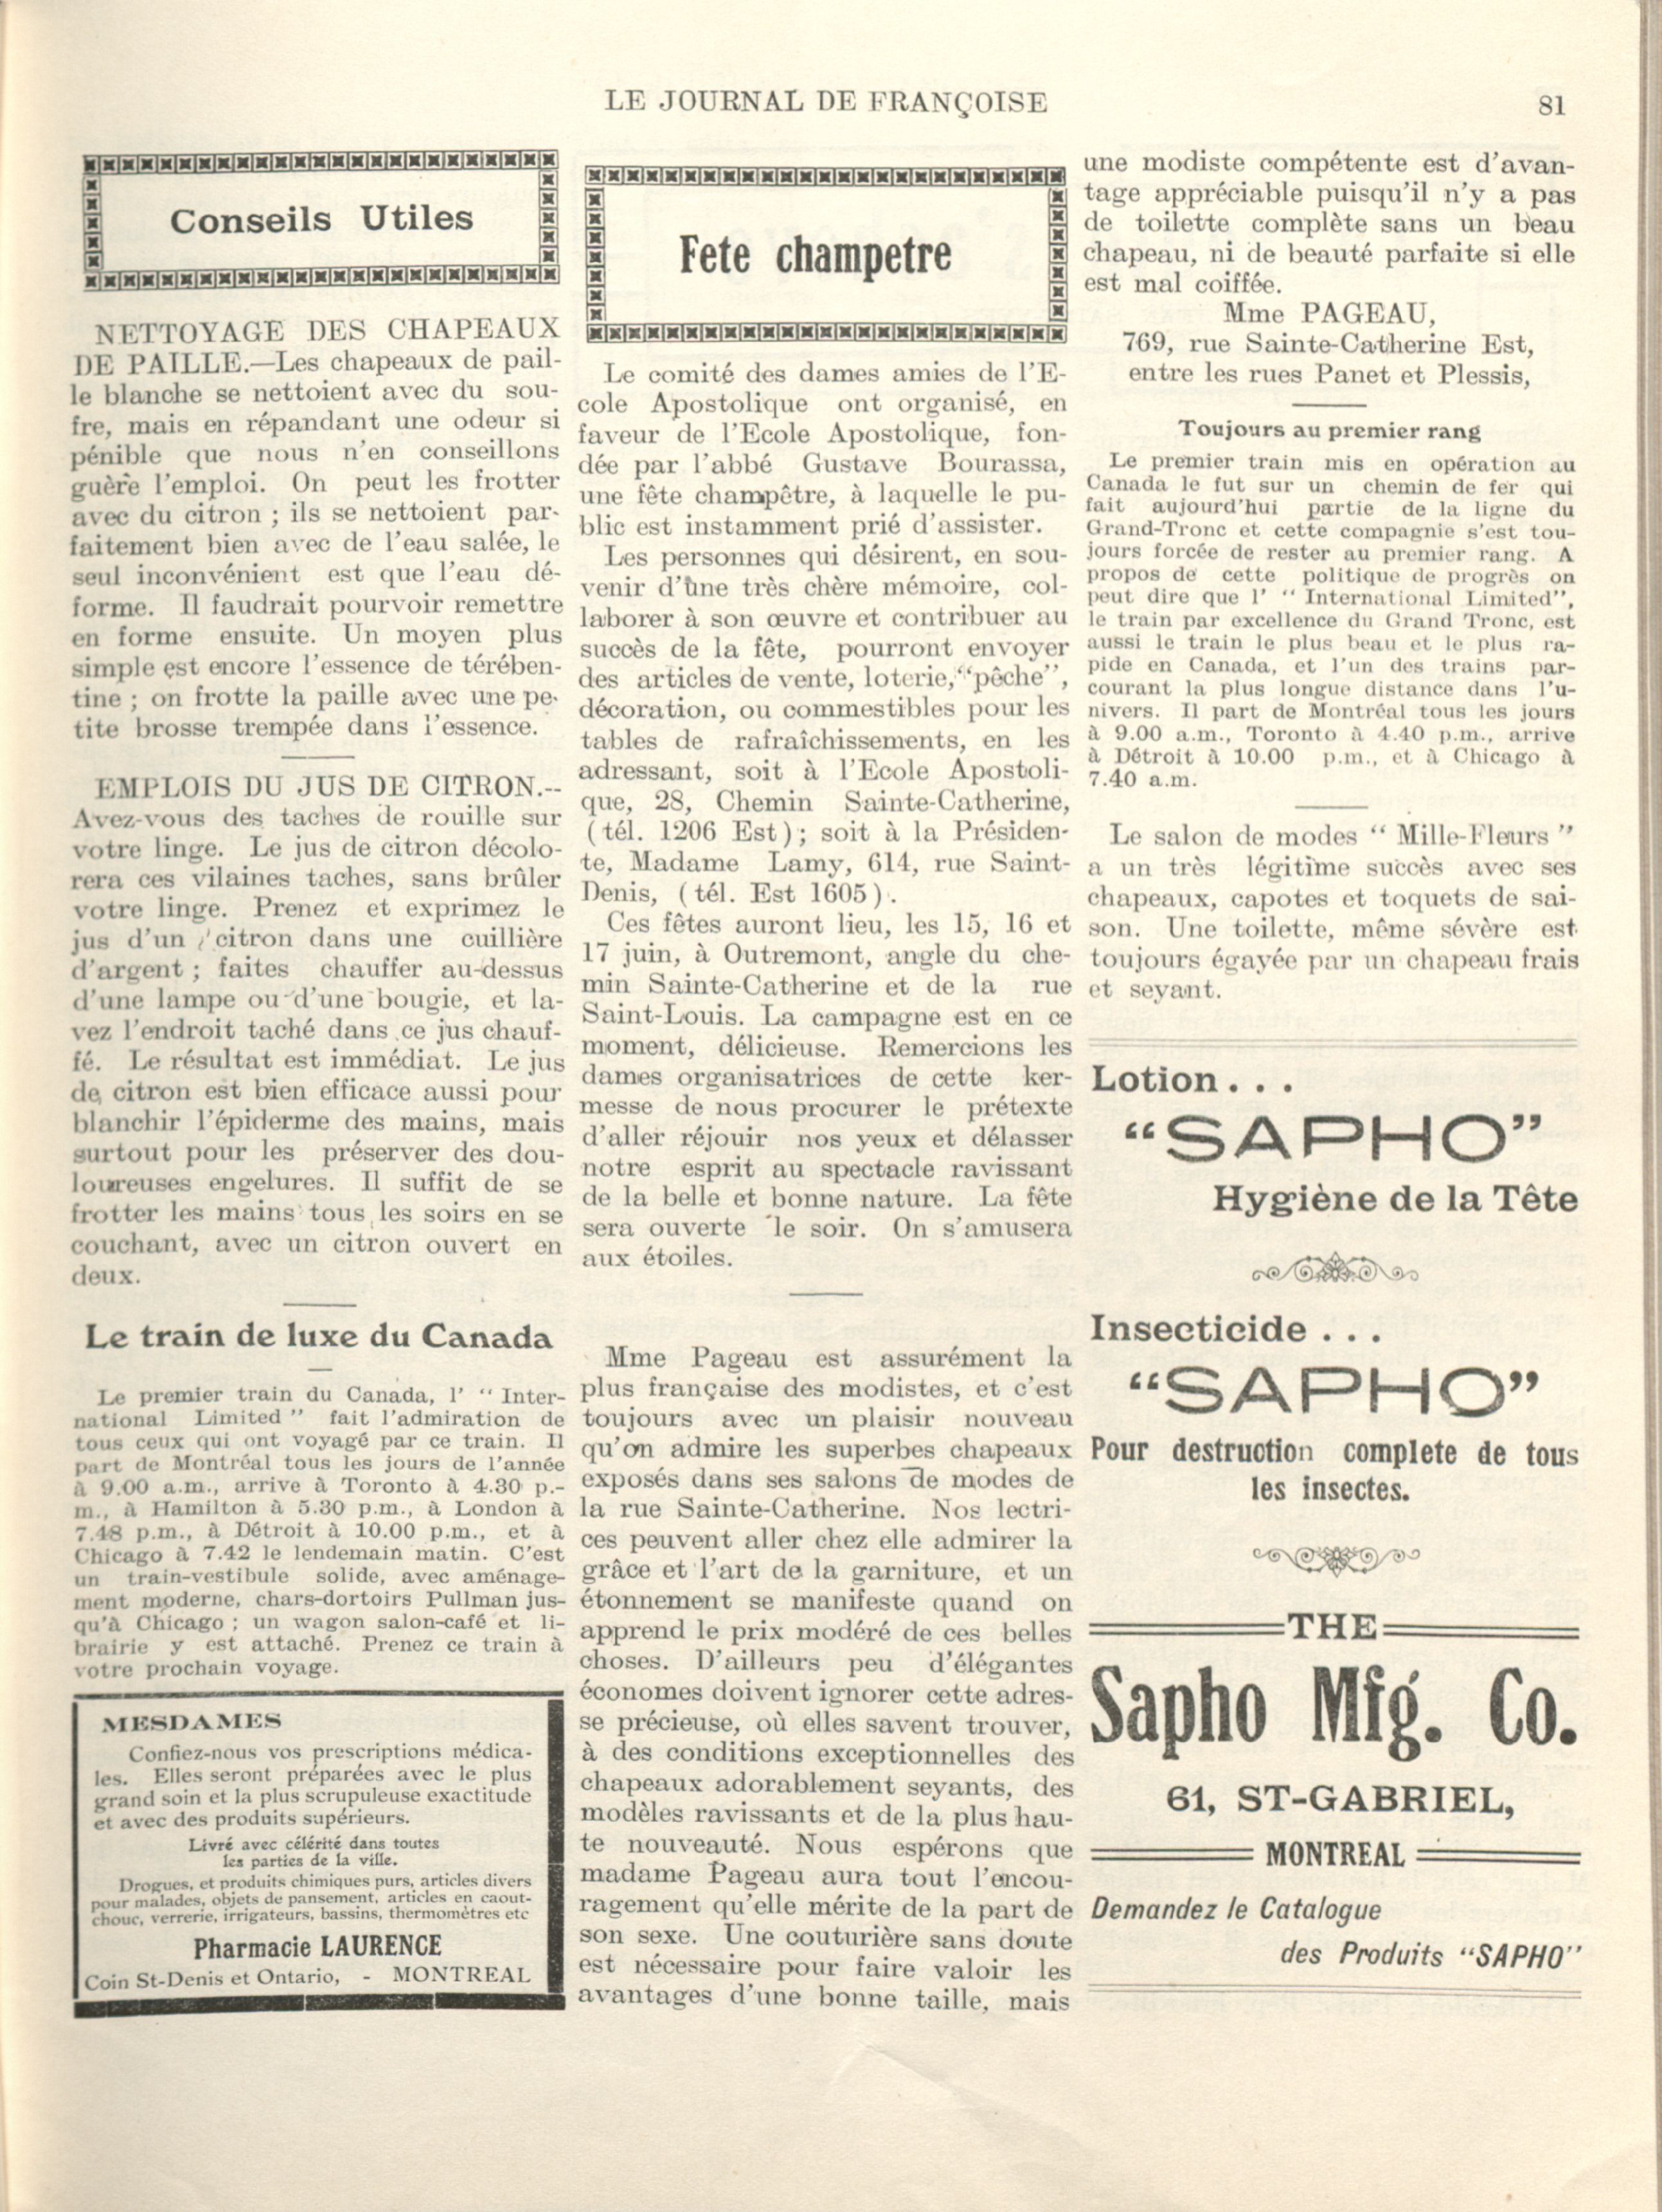 LE JOURNAL DE FRANÇOISE
81
Conseils Utiles
NETTOYAGE DES CHAPEAUX
DE PAILLE.—Les chapeaux de pail-
le blanche se nettoient avec du sou-
fre, mais en répandant une odeur si
pénible que nous n'en conseillons
guère l'emploi. On peut les frotter
avec du citron ; ils se nettoient par-
faitement bien avec de l'eau salée, le
seul inconvénient est que l'eau dé-
forme. Il faudrait pourvoir remettre
en forme ensuite. Un moyen plus
simple est encore l'essence de térében-
tine ; on frotte la paille avec une pe-
tite brosse trempée dans l'essence.
EMPLOIS DU JUS DE CITRON.--
Avez-vous des taches de rouille sur
votre linge. Le jus de citron décolo-
rera ces vilaines taches, sans brûler
votre linge. Prenez et exprimez le
jus d'un citron dans une cuillière
d'argent ; faites chauffer au-dessus
d'une lampe ou d'une bougie, et la-
vez l'endroit taché dans ce jus chauf-
fé. Le résultat est immédiat. Le jus
de citron est bien efficace aussi pour
blanchir l'épiderme des mains, mais
surtout pour les préserver des dou-
loureuses engelures. Il suffit de se
frotter les mains tous les soirs en se
couchant, avec un citron ouvert en
deux.
Le train de luxe du Canada
Le premier train du Canada, l' " Inter-
national Limited " fait l'admiration de
tous ceux qui ont voyagé par ce train. Il
part de Montréal tous les jours de l'année
à 9.00 a.m., arrive à Toronto à 4.30 p.-
m., à Hamilton à 5.30 p.m., à London à
7.48 p.m., à Détroit à 10.00 p.m., et à
Chicago à 7.42 le lendemain matin. C'est
un train-vestibule solide, avec aménage-
ment moderne, chars-dortoirs Pullman jus-
qu'à Chicago ; un wagon salon-café et li-
brairie y est attaché. Prenez ce train à
votre prochain voyage.
MESDAMES
Confiez-nous vos prescriptions médica-
les. Elles seront préparées avec le plus
grand soin et la plus scrupuleuse exactitude
et avec des produits supérieurs.
Livré avec célérité dans toutes
les parties de la ville.
Drogues, et produits chimiques purs, articles divers
pour malades, objets de pansement, articles en caout-
chouc, verrerie, irrigateurs, bassins, thermomètres etc
Pharmacie LAURENCE
Coin St-Denis et Ontario, - MONTREAL
Fete champetre
Le comité des dames amies de l'E-
cole Apostolique ont organisé, en
faveur de l'Ecole Apostolique, fon-
dée par l'abbé Gustave Bourassa,
une fête champêtre, à laquelle le pu-
blic est instamment prié d'assister.
Les personnes qui désirent, en sou-
venir d'une très chère mémoire, col-
laborer à son œuvre et contribuer au
succès de la fête, pourront envoyer
des articles de vente, loterie, "pêche",
décoration, ou commestibles pour les
tables de rafraîchissements, en les
adressant, soit à l'Ecole Apostoli-
que, 28, Chemin Sainte-Catherine,
(tél. 1206 Est); soit à la Présiden-
te, Madame Lamy, 614, rue Saint-
Denis, (tél. Est 1605).
Ces fêtes auront lieu, les 15, 16 et
17 juin, à Outremont, angle du che-
min Sainte-Catherine et de la rue
Saint-Louis. La campagne est en ce
moment, délicieuse. Remercions les
dames organisatrices de cette ker-
messe de nous procurer le prétexte
d'aller réjouir nos yeux et délasser
notre esprit au spectacle ravissant
de la belle et bonne nature. La fête
sera ouverte le soir. On s'amusera
aux étoiles.
Mme Pageau est assurément la
plus française des modistes, et c'est
toujours avec un plaisir nouveau
qu'on admire les superbes chapeaux
exposés dans ses salons de modes de
la rue Sainte-Catherine. Nos lectri-
ces peuvent aller chez elle admirer la
grâce et l'art de la garniture, et un
étonnement se manifeste quand on
apprend le prix modéré de ces belles
choses. D'ailleurs peu d'élégantes
économes doivent ignorer cette adres-
se précieuse, où elles savent trouver,
à des conditions exceptionnelles des
chapeaux adorablement seyants, des
modèles ravissants et de la plus hau-
te nouveauté. Nous espérons que
madame Pageau aura tout l'encou-
ragement qu'elle mérite de la part de
son sexe. Une couturière sans doute
est nécessaire pour faire valoir les
avantages d'une bonne taille, mais
une modiste compétente est d'avan-
tage appréciable puisqu'il n'y a pas
de toilette complète sans un beau
chapeau, ni de beauté parfaite si elle
est mal coiffée.
Mme PAGEAU,
769, rue Sainte-Catherine Est,
entre les rues Panet et Plessis,
Toujours au premier rang
Le premier train mis en opération au
Canada le fut sur un chemin de fer qui
fait aujourd'hui partie de la ligne du
Grand-Tronc et cette compagnie s'est tou-
jours forcée de rester au premier rang. A
propos de cette politique de progrès on
peut dire que l' " International Limited",
le train par excellence du Grand Tronc, est
aussi le train le plus beau et le plus ra-
pide en Canada, et l'un des trains par-
courant la plus longue distance dans l'u-
nivers. Il part de Montréal tous les jours
à 9.00 a.m., Toronto à 4.40 p.m., arrive
à Détroit à 10.00 p.m., et à Chicago à
7.40 a.m.
Le salon de modes " Mille-Fleurs "
a un très légitime succès avec ses
chapeaux, capotes et toquets de sai-
son. Une toilette, même sévère est
toujours égayée par un chapeau frais
et seyant.
Lotion . . .
"SAPHO"
Hygiène de la Tête
Insecticide . . .
"SAPHO"
Pour destruction complete de tous
les insectes.
THE
Sapho Mfg. Co.
61, ST-GABRIEL,
MONTREAL
Demandez le Catalogue
des Produits "SAPHO"